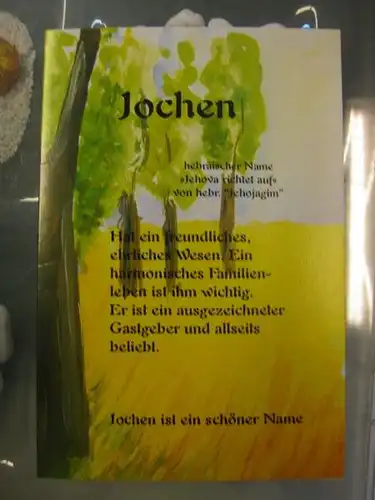 Jochen
hebräischer Name
»Jehova richtet auf«
von hebr. "Jehojagim"
Hat ein freundliches,
ehrliches Wesen. Ein
harmonisches Familien-
leben ist ihm wichtig.
Er ist ein ausgezeichneter
Gastgeber und allseits
beliebt.
Jochen ist ein schöner Name